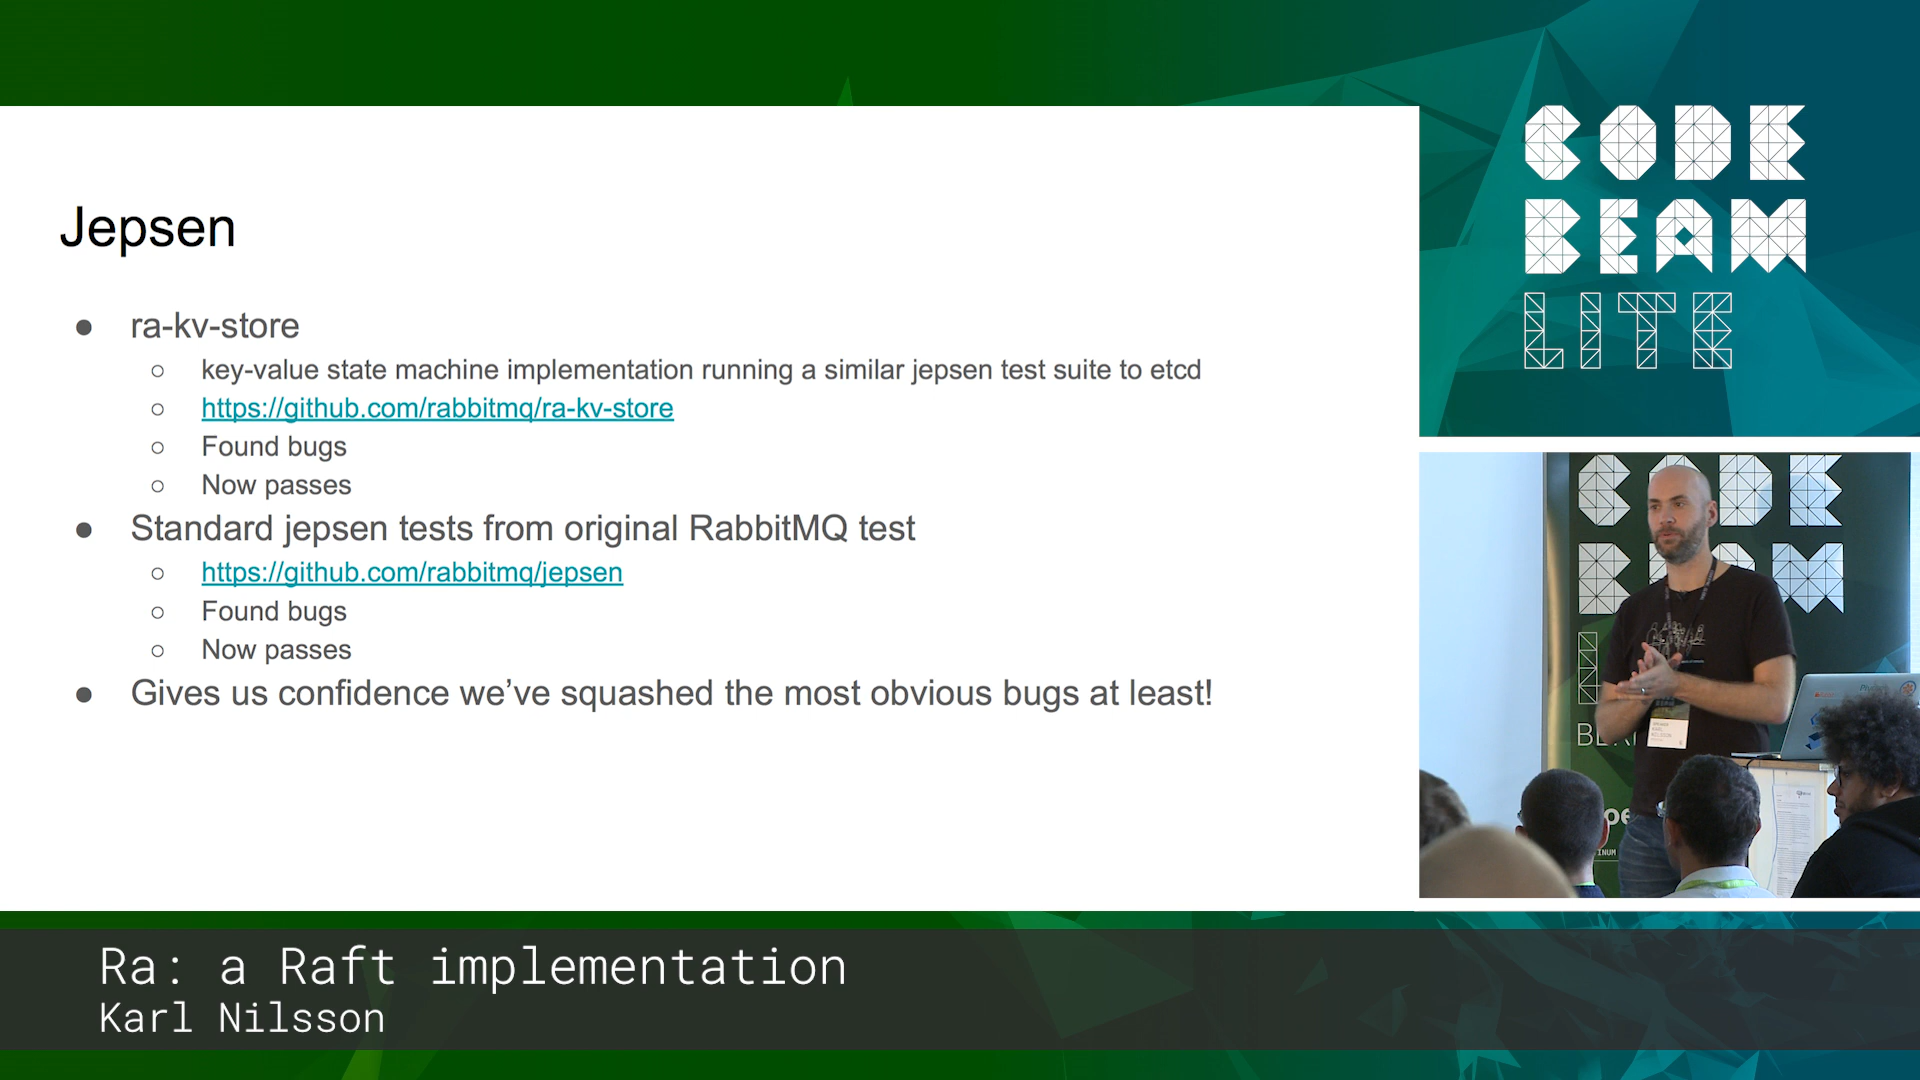 Jepsen
● ra-kv-store
○ key-value state machine implementation running a similar jepsen test suite to etcd
○ https://github.com/rabbitmq/ra-kv-store
○ Found bugs
○ Now passes
● Standard jepsen tests from original RabbitMQ test
○ https://github.com/rabbitmq/jepsen
○ Found bugs
○ Now passes
● Gives us confidence we’ve squashed the most obvious bugs at least!
CODE
BEAM
LITE
CODE
BEAM
Ra: a Raft implementation
Karl Nilsson